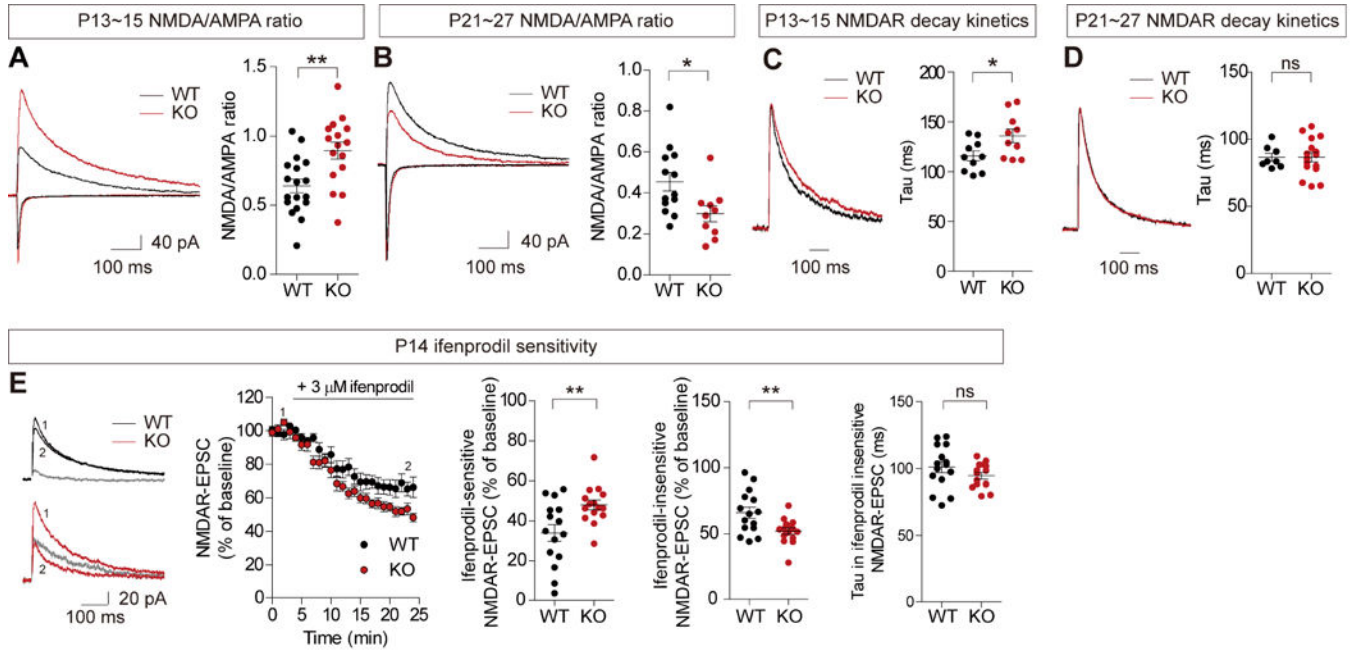 P13~15 NMDA/AMPA ratio
P21~27 NMDA/AMPA ratio
P13~15 NMDAR decay kinetics
P21~27 NMDAR decay kinetics
A
WT
KO
40 pA
100 ms
NMDA/AMPA ratio
1.5
1.0
0.5
0.0
**
WT KO
B
WT
KO
40 pA
100 ms
NMDA/AMPA ratio
1.0
0.8
0.6
0.4
0.2
0.0
*
WT KO
C
WT
KO
100 ms
Tau (ms)
200
150
100
50
0
*
WT KO
D
WT
KO
100 ms
Tau (ms)
150
100
50
0
ns
WT KO
P14 ifenprodil sensitivity
E
1
2
WT
KO
1
2
20 pA
100 ms
NMDAR-EPSC
(% of baseline)
120
100
80
60
40
20
0
+ 3 μM ifenprodil
1
2
WT
KO
0 5 10 15 20 25
Time (min)
Ifenprodil-sensitive
NMDAR-EPSC (% of baseline)
100
80
60
40
20
0
**
WT KO
Ifenprodil-insensitive
NMDAR-EPSC (% of baseline)
150
100
50
0
**
WT KO
Tau in ifenprodil insensitive
NMDAR-EPSC (ms)
150
100
50
0
ns
WT KO